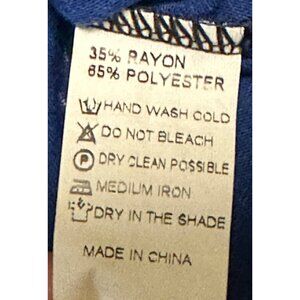 35% RAYON
65% POLYESTER
HAND WASH COLD
DO NOT BLEACH
P DRY CLEAN POSSIBLE
MEDIUM IRON
DRY IN THE SHADE
MADE IN CHINA